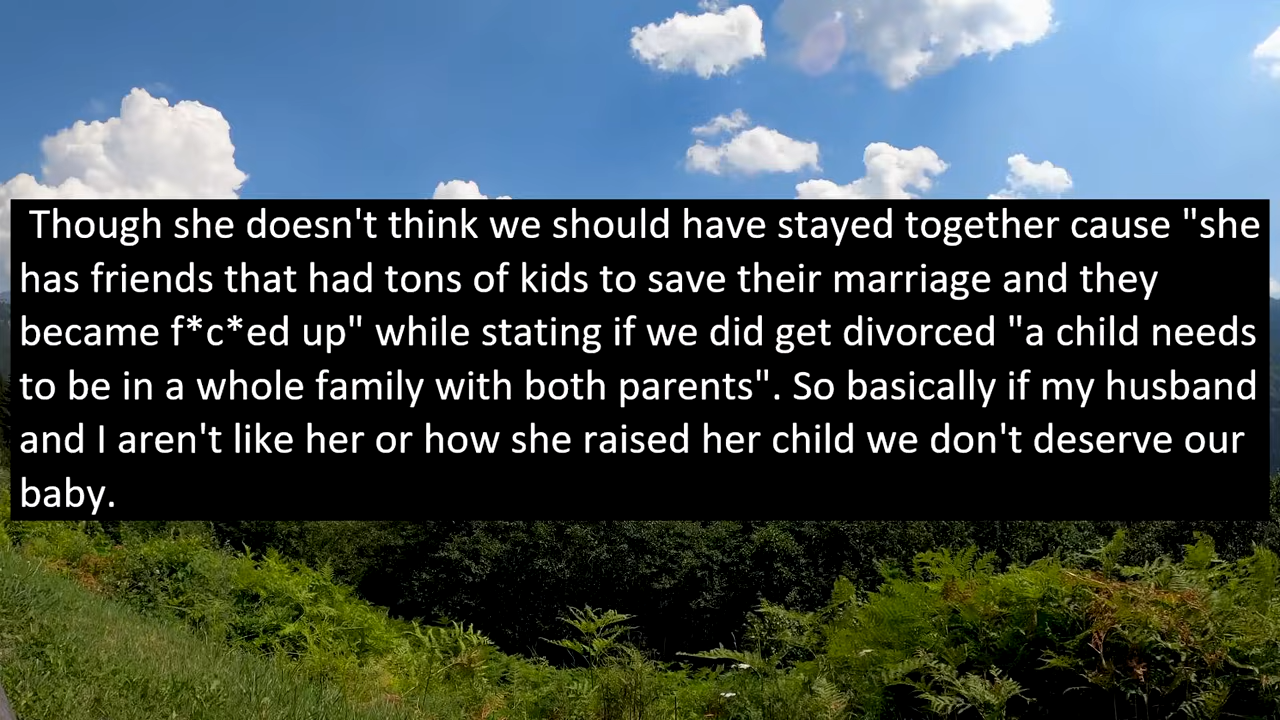 Though she doesn't think we should have stayed together cause "she
has friends that had tons of kids to save their marriage and they
became f*c*ed up" while stating if we did get divorced "a child needs
to be in a whole family with both parents". So basically if my husband
and I aren't like her or how she raised her child we don't deserve our
baby.